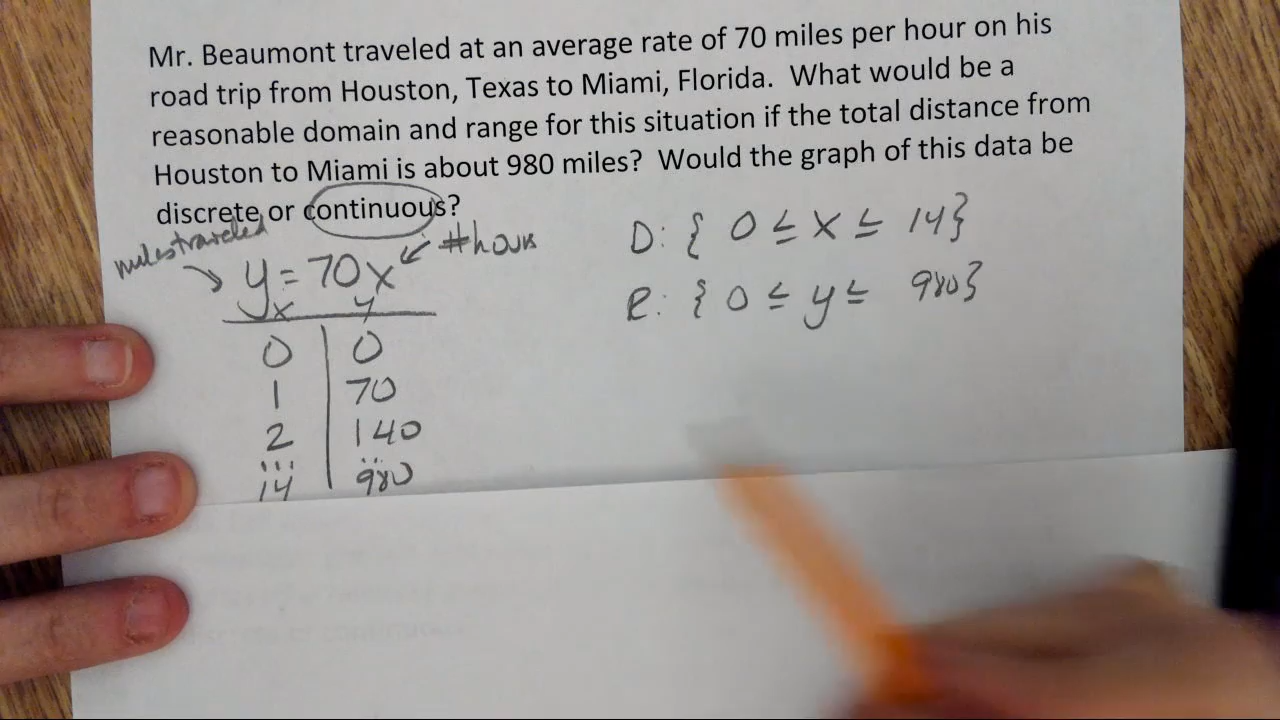 Mr. Beaumont traveled at an average rate of 70 miles per hour on his
road trip from Houston, Texas to Miami, Florida. What would be a
reasonable domain and range for this situation if the total distance from
Houston to Miami is about 980 miles? Would the graph of this data be
discrete or continuous?
miles traveled
y = 70x
#hours
x y
0 0
1 70
2 140
... ...
14 980
D: { 0 ≤ x ≤ 14}
R: { 0 ≤ y ≤ 980}